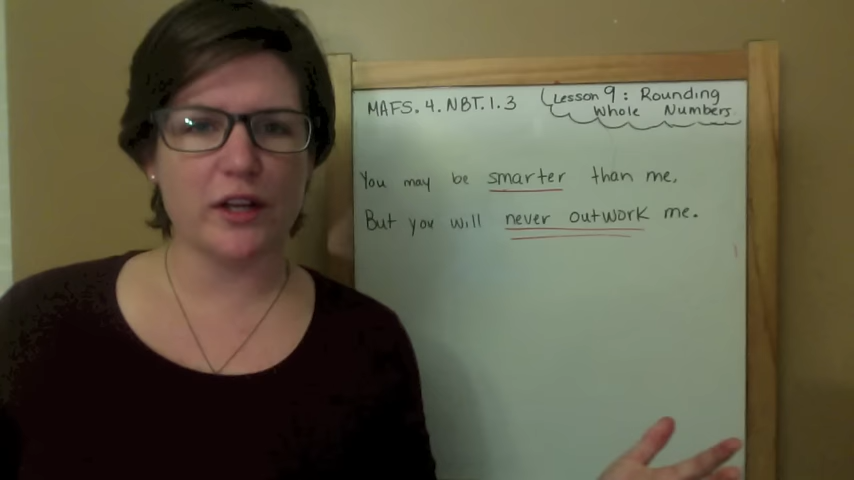 MAFS.4.NBT.1.3
Lesson 9: Rounding
Whole Numbers
You may be smarter than me,
But you will never outwork me.